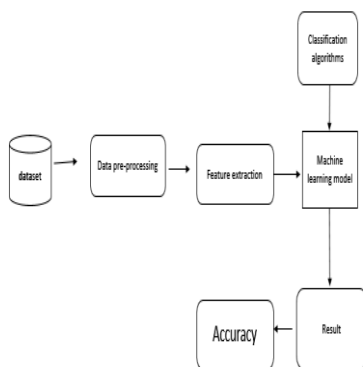 Classification
algorithms
dataset
Data pre-processing
Feature extraction
Machine
learning model
Accuracy
Result